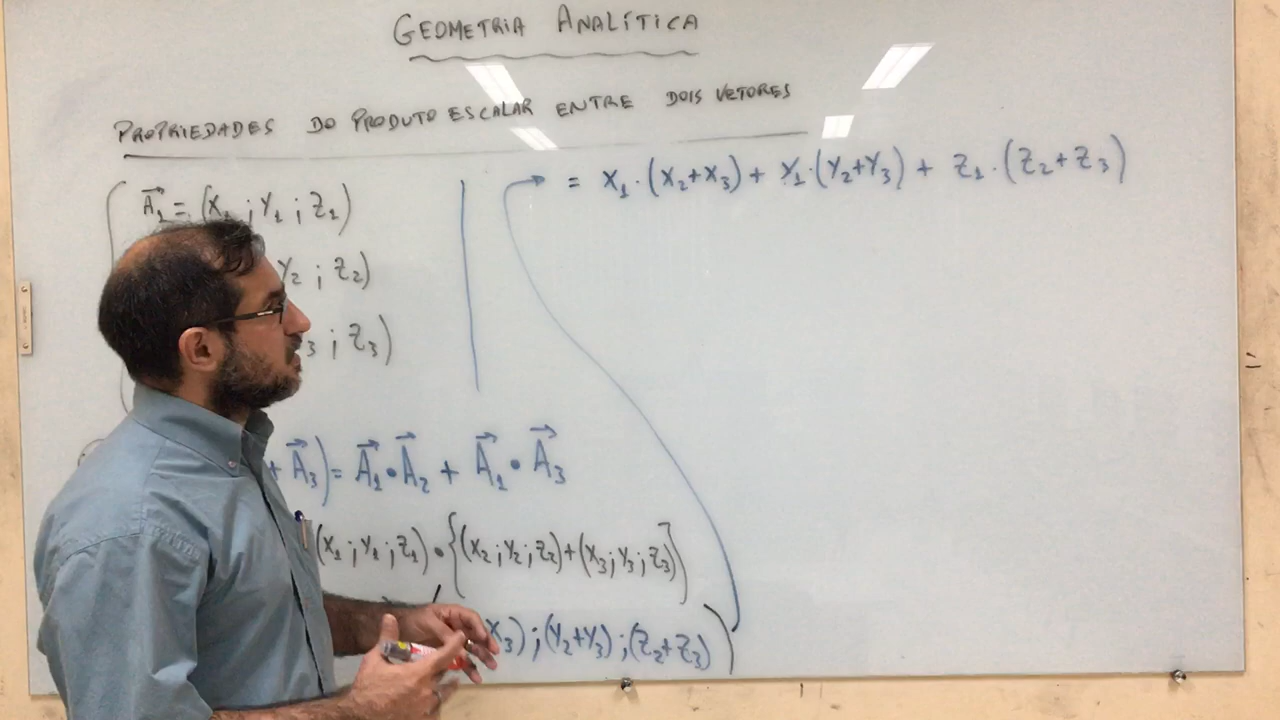 GEOMETRIA ANALÍTICA
PROPRIEDADES DO PRODUTO ESCALAR ENTRE DOIS VETORES
A₁ = (X₁ ; Y₁ ; Z₁)
Y₂ ; Z₂)
₃ ; Z₃)
+ A₃) = A₁ • A₂ + A₁ • A₃
(X₁ ; Y₁ ; Z₁) • {(X₂ ; Y₂ ; Z₂) + (X₃ ; Y₃ ; Z₃)}
X₃) ; (Y₂+Y₃) ; (Z₂+Z₃))
= X₁ · (X₂+X₃) + Y₁ · (Y₂+Y₃) + Z₁ · (Z₂+Z₃)